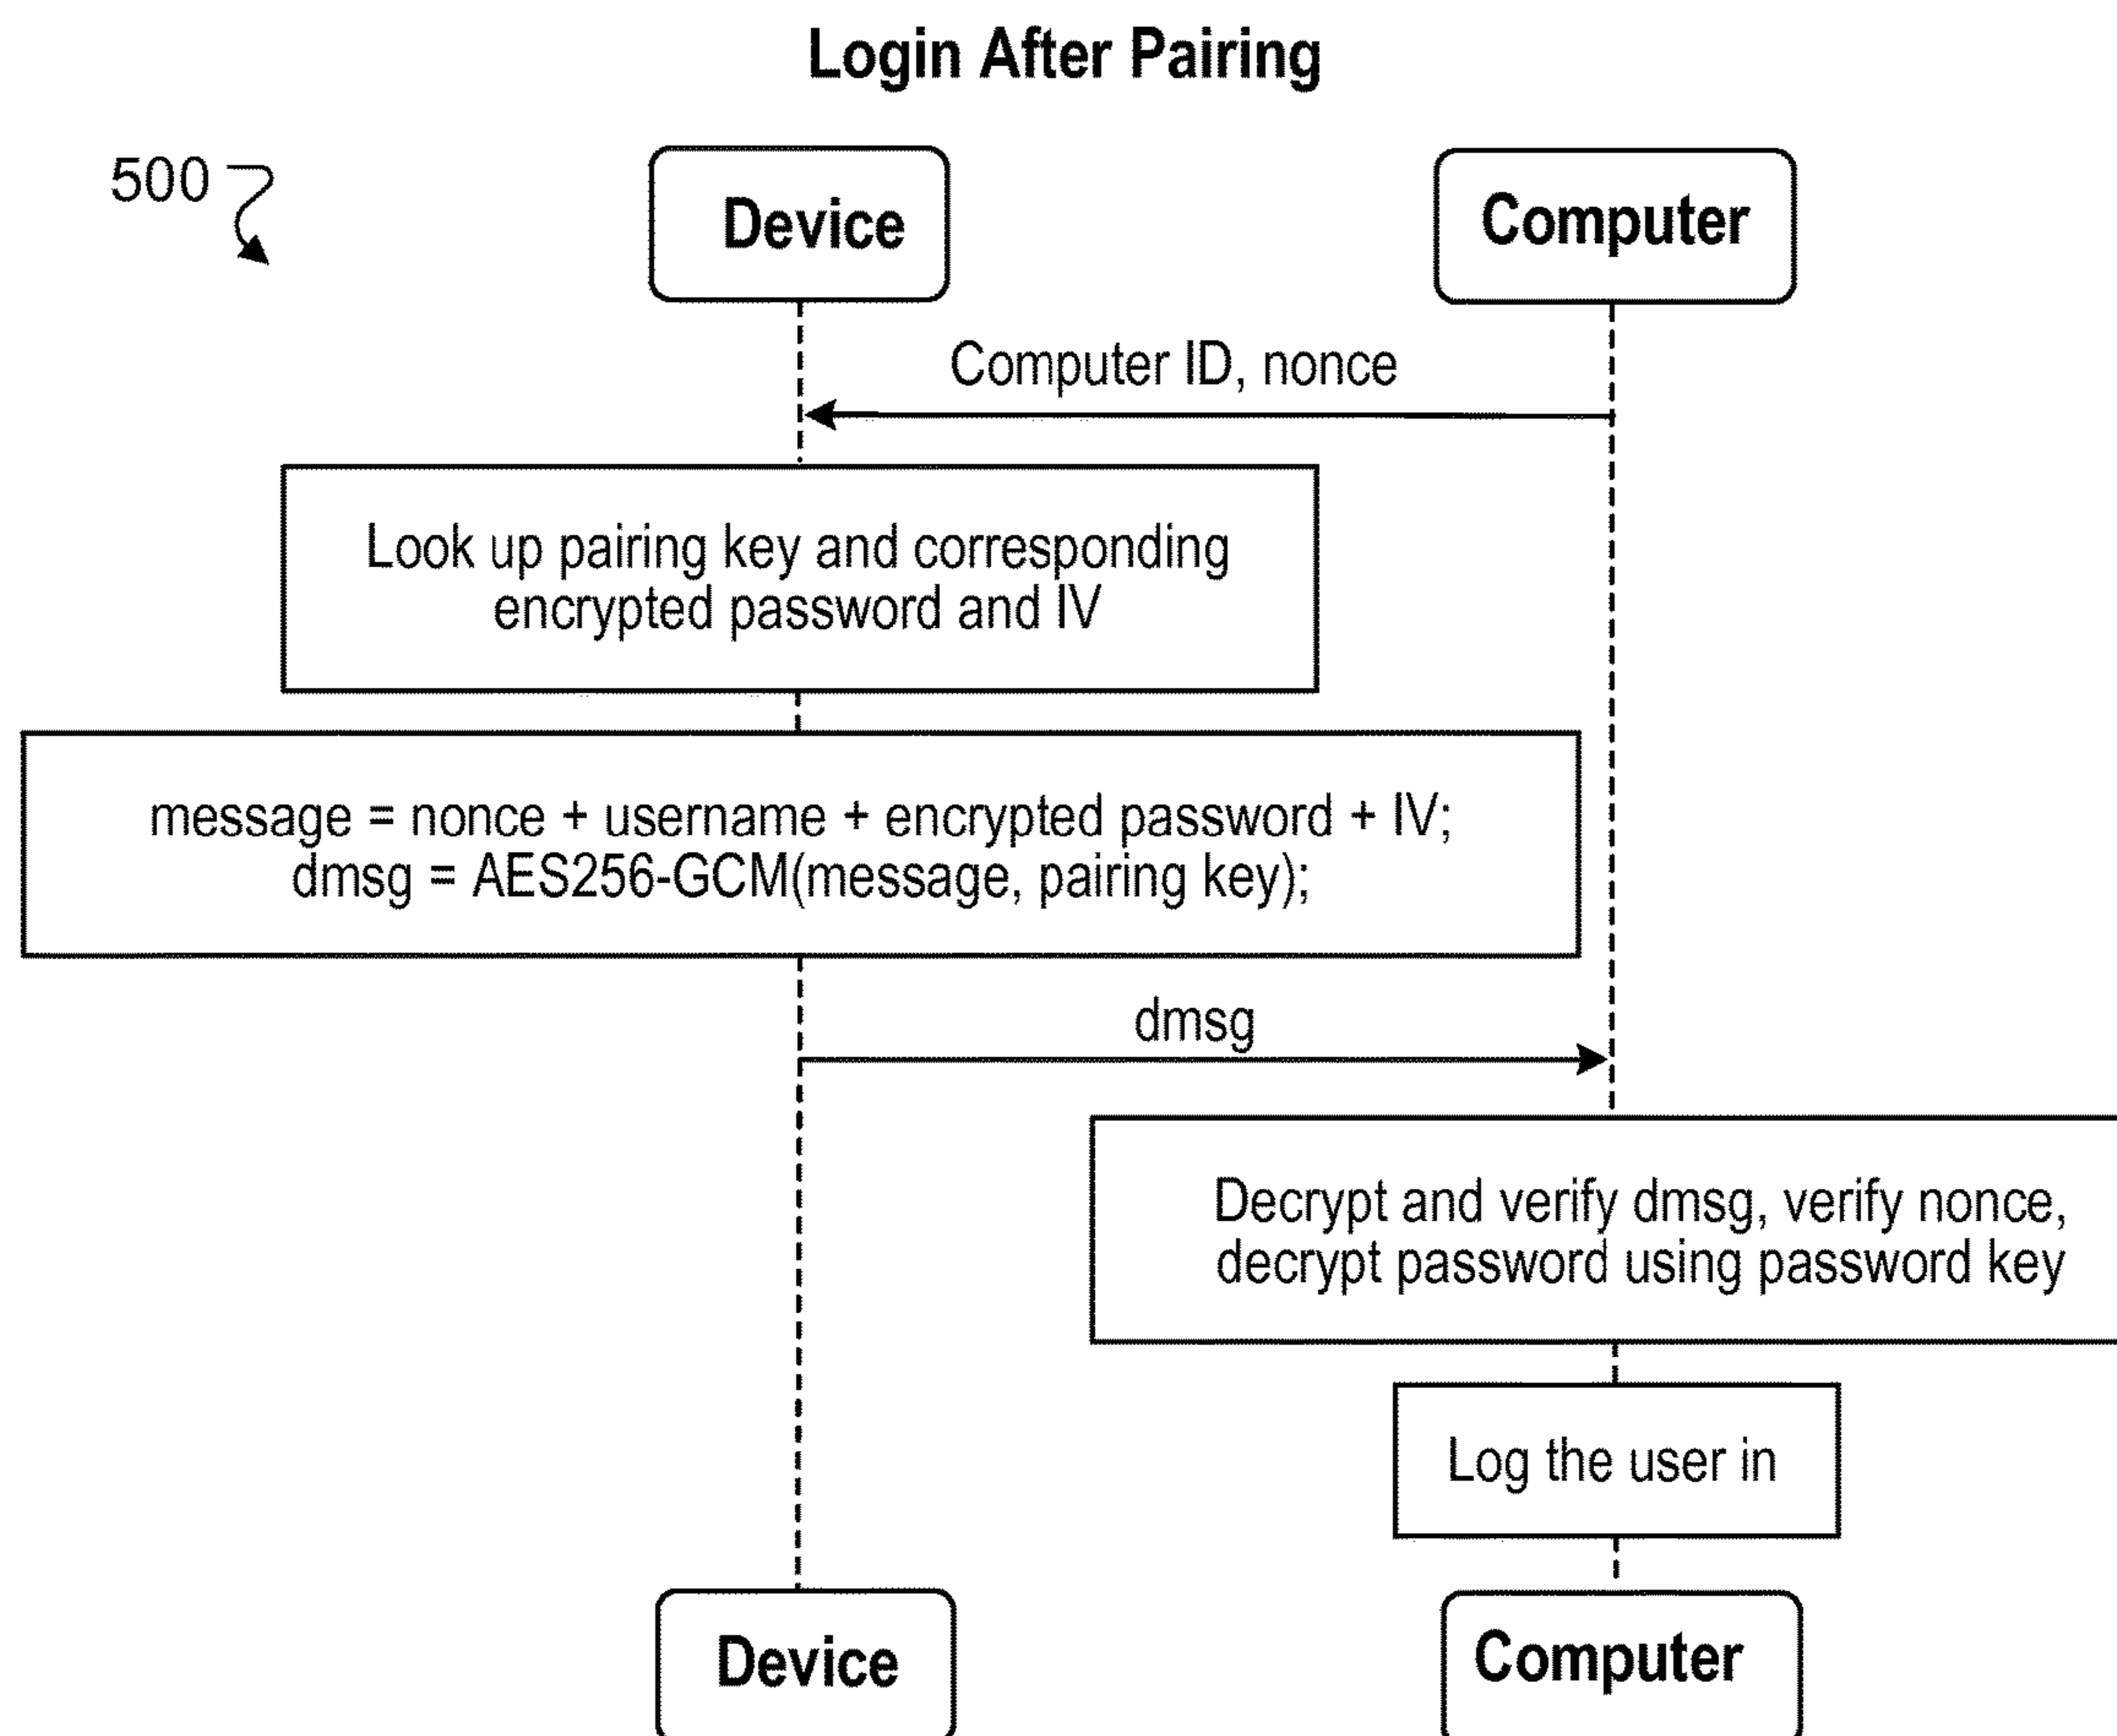 Login After Pairing
500
Device
Computer
Computer ID, nonce
Look up pairing key and corresponding
encrypted password and IV
message = nonce + username + encrypted password + IV;
dmsg = AES256-GCM(message, pairing key);
dmsg
Decrypt and verify dmsg, verify nonce,
decrypt password using password key
Log the user in
Device
Computer